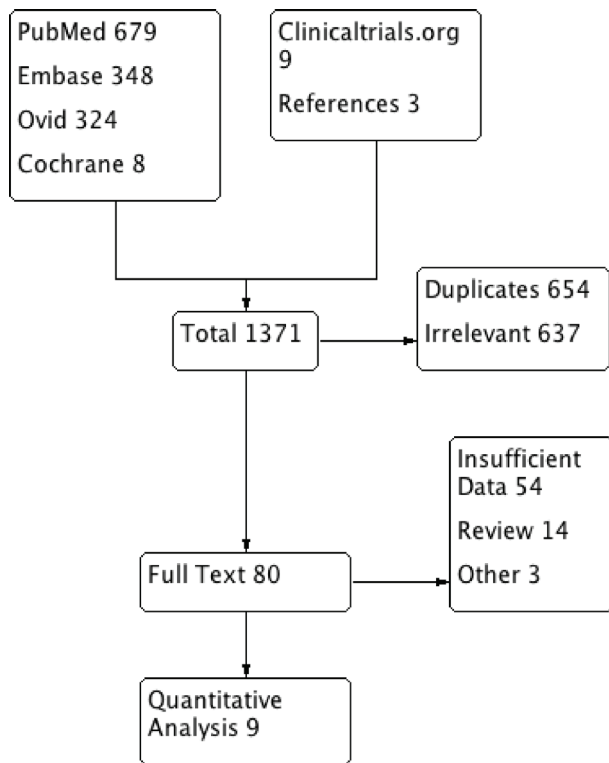 PubMed 679
Embase 348
Ovid 324
Cochrane 8
Clinicaltrials.org
9
References 3
Duplicates 654
Irrelevant 637
Total 1371
Insufficient
Data 54
Review 14
Other 3
Full Text 80
Quantitative
Analysis 9